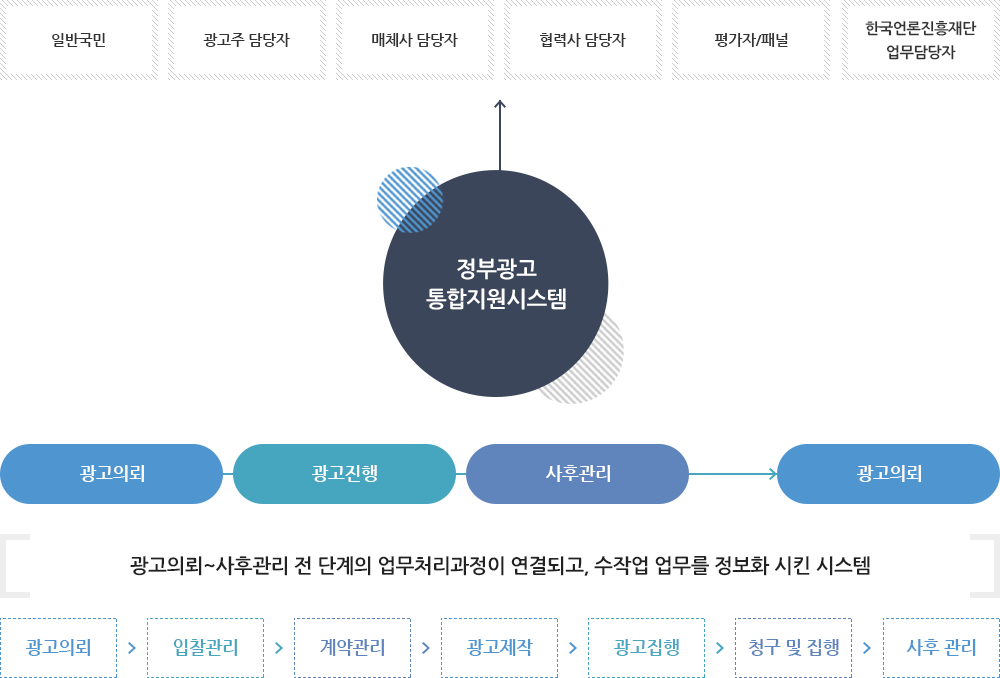 일반국민
광고주 담당자
매체사 담당자
협력사 담당자
평가자/패널
한국언론진흥재단
업무담당자
정부광고
통합지원시스템
광고의뢰
광고진행
사후관리
광고의뢰
광고의뢰~사후관리 전 단계의 업무처리과정이 연결되고, 수작업 업무를 정보화 시킨 시스템
광고의뢰
입찰관리
계약관리
광고제작
광고집행
청구 및 집행
사후 관리